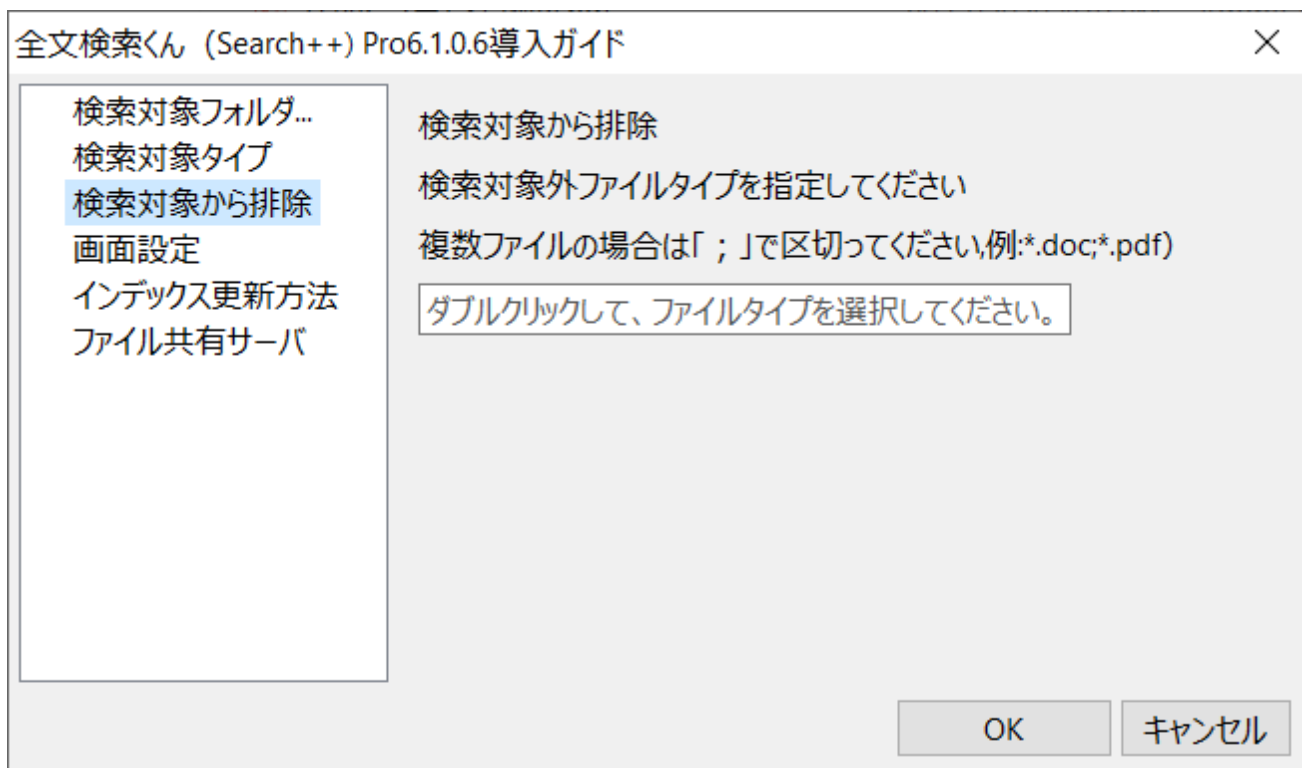 全文検索くん（Search++) Pro6.1.0.6導入ガイド
検索対象フォルダ...
検索対象タイプ
検索対象から排除
画面設定
インデックス更新方法
ファイル共有サーバ
検索対象から排除
検索対象外ファイルタイプを指定してください
複数ファイルの場合は「；」で区切ってください,例:*.doc;*.pdf）
ダブルクリックして、ファイルタイプを選択してください。
OK
キャンセル